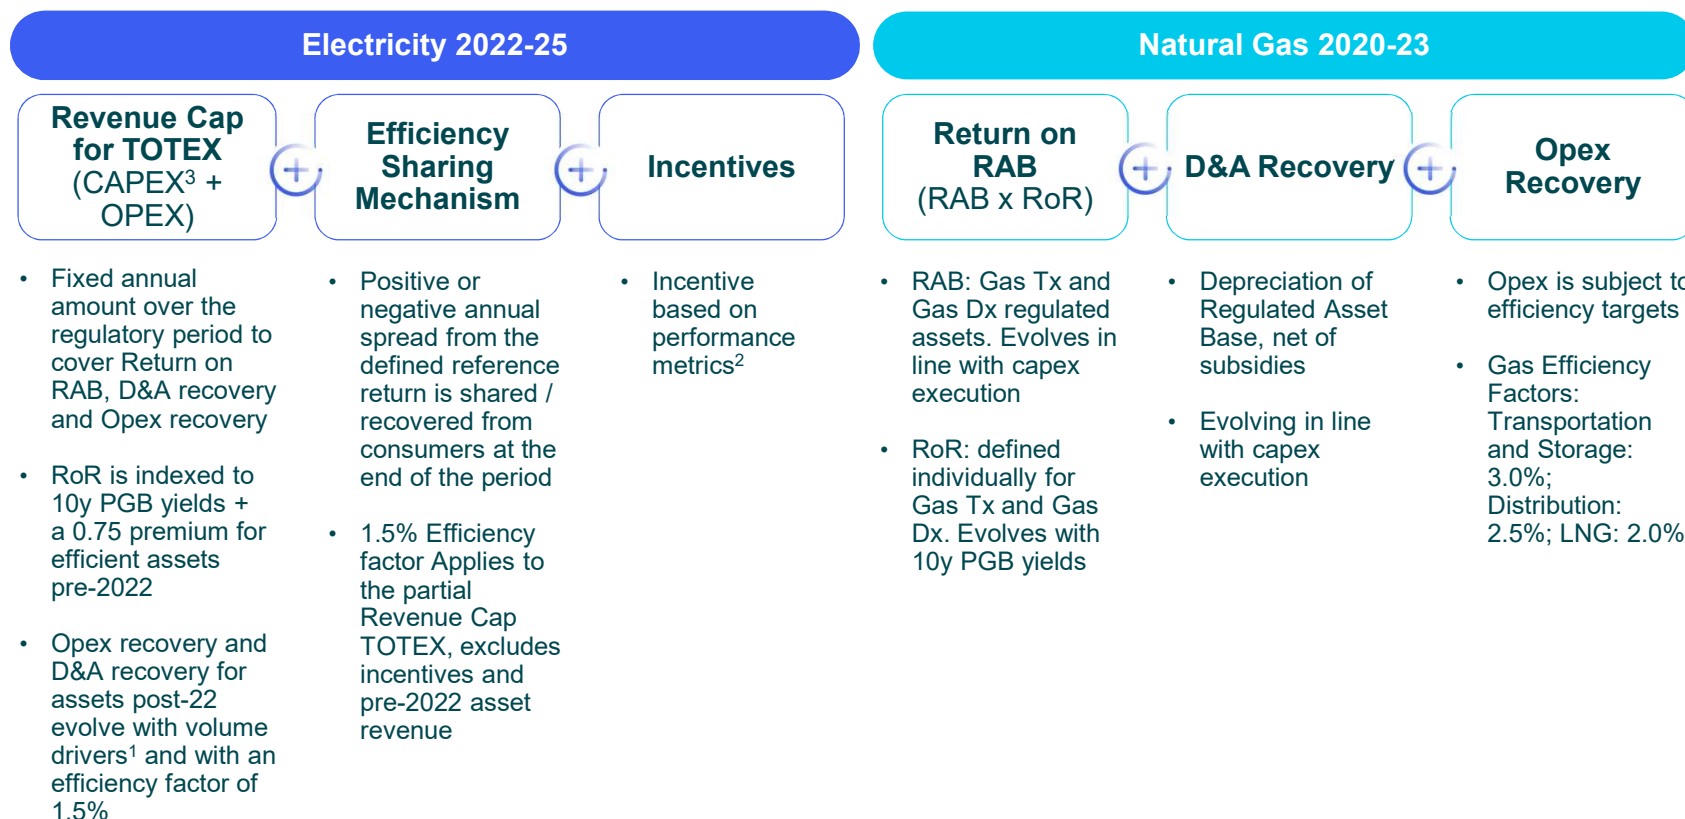 Electricity 2022-25
Revenue Cap
for TOTEX
(CAPEX³ +
OPEX)
Efficiency
Sharing
Mechanism
Incentives
• Fixed annual
amount over the
regulatory period to
cover Return on
RAB, D&A recovery
and Opex recovery
• RoR is indexed to
10y PGB yields +
a 0.75 premium for
efficient assets
pre-2022
• Opex recovery and
D&A recovery for
assets post-22
evolve with volume
drivers¹ and with an
efficiency factor of
1.5%
• Positive or
negative annual
spread from the
defined reference
return is shared /
recovered from
consumers at the
end of the period
• 1.5% Efficiency
factor Applies to
the partial
Revenue Cap
TOTEX, excludes
incentives and
pre-2022 asset
revenue
• Incentive
based on
performance
metrics²
Natural Gas 2020-23
Return on
RAB
(RAB x RoR)
D&A Recovery
Opex
Recovery
• RAB: Gas Tx and
Gas Dx regulated
assets. Evolves in
line with capex
execution
• RoR: defined
individually for
Gas Tx and Gas
Dx. Evolves with
10y PGB yields
• Depreciation of
Regulated Asset
Base, net of
subsidies
• Evolving in line
with capex
execution
• Opex is subject to
efficiency targets
• Gas Efficiency
Factors:
Transportation
and Storage:
3.0%;
Distribution:
2.5%; LNG: 2.0%